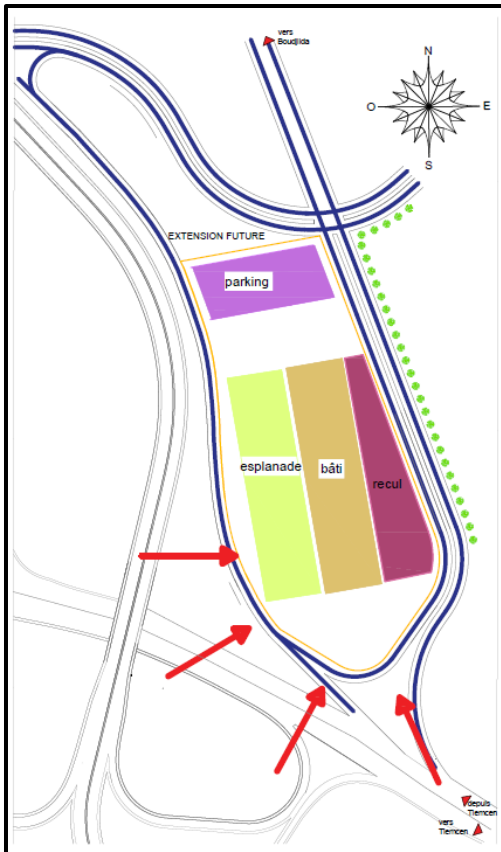 vers
Boudjlida
N
O
E
S
EXTENSION FUTURE
parking
esplanade
bâti
recul
depuis
Tlemcen
vers
Tlemcen